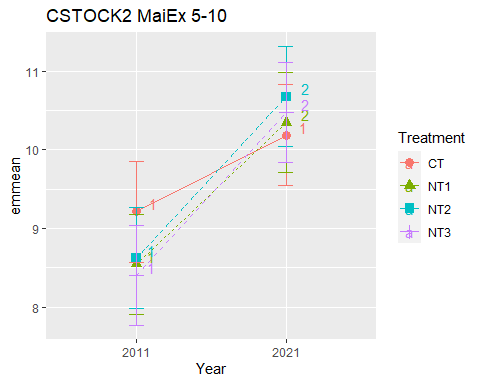 CSTOCK2 MaiEx 5-10
11
10
9
8
emmean
1
1
1
2
2
2
1
2011
2021
Year
Treatment
a CT
a NT1
a NT2
a NT3